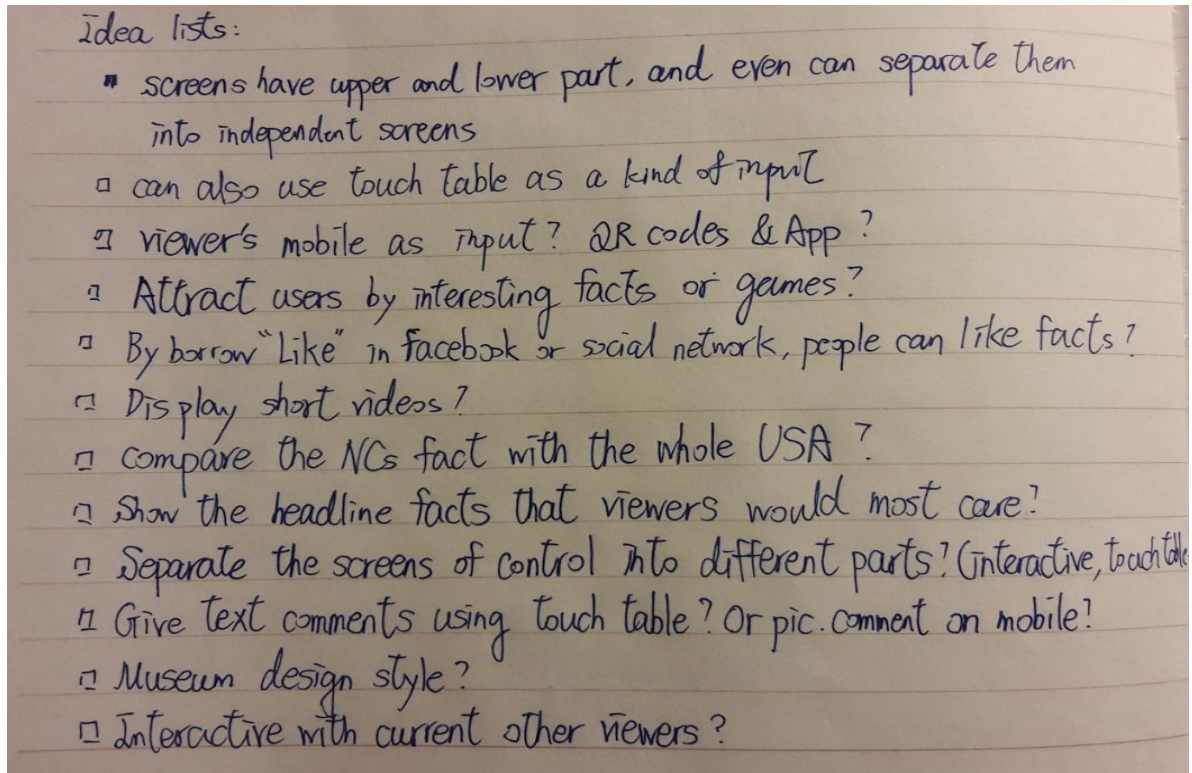 idea lists:
▪ screens have upper and lower part, and even can separate them
into independent screens
□ can also use touch table as a kind of input
□ viewer's mobile as input? QR codes & App?
□ Attract users by interesting facts or games?
□ By borrow "Like" in facebook or social network, people can like facts?
□ Display short videos?
□ compare the NCs fact with the whole USA?
□ Show the headline facts that viewers would most care?
□ Separate the screens of control into different parts? (interactive, touch table
□ Give text comments using touch table? Or pic. comment on mobile?
□ Museum design style?
□ Interactive with current other viewers?